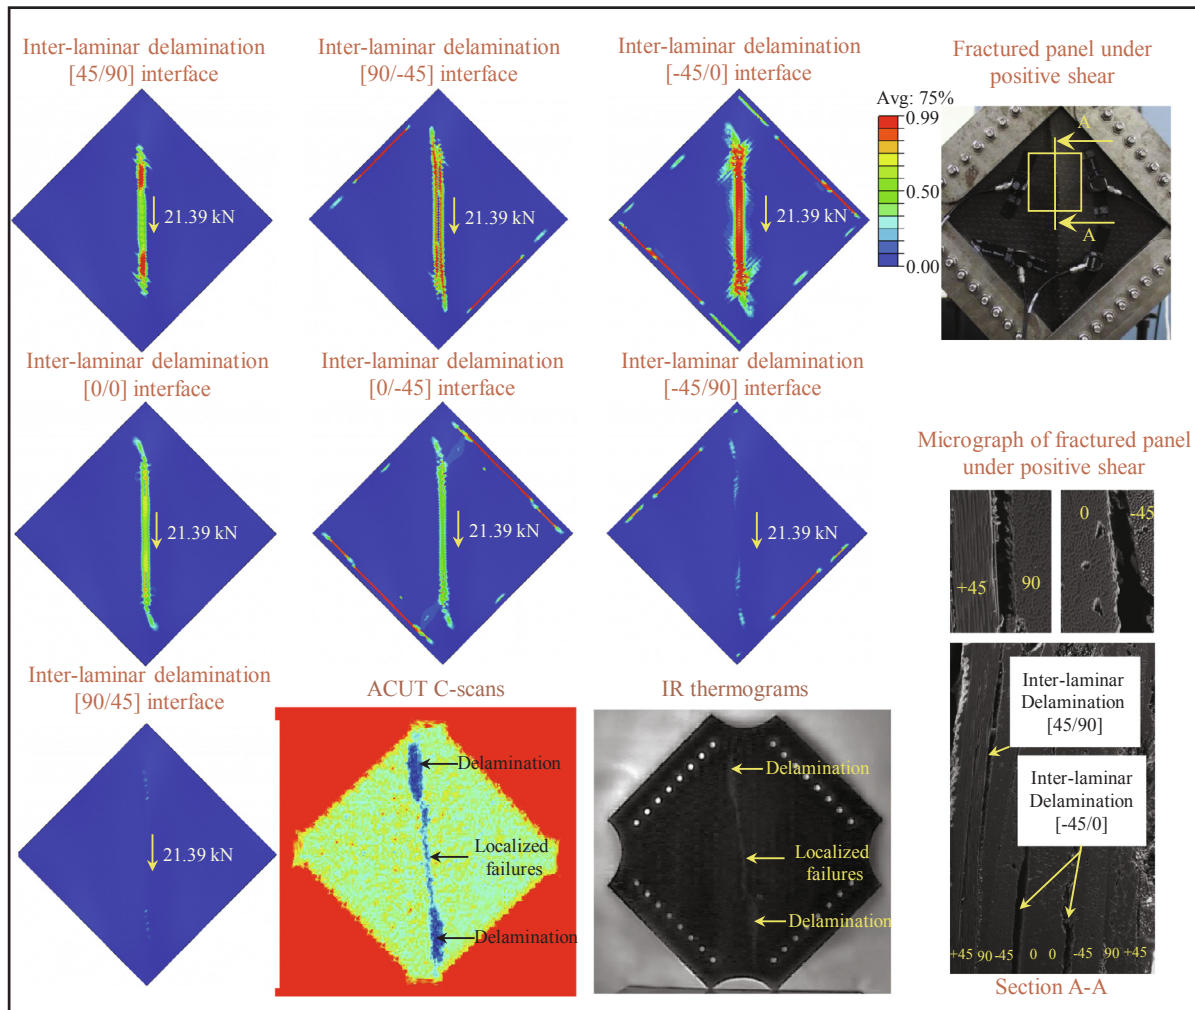 Inter-laminar delamination
[45/90] interface
21.39 kN
Inter-laminar delamination
[90/-45] interface
21.39 kN
Inter-laminar delamination
[-45/0] interface
21.39 kN
Avg: 75%
0.99
0.50
0.00
Fractured panel under
positive shear
A
A
Inter-laminar delamination
[0/0] interface
21.39 kN
Inter-laminar delamination
[0/-45] interface
21.39 kN
Inter-laminar delamination
[-45/90] interface
21.39 kN
Micrograph of fractured panel
under positive shear
+45
90
0
-45
Inter-laminar delamination
[90/45] interface
21.39 kN
ACUT C-scans
Delamination
Localized
failures
Delamination
IR thermograms
Delamination
Localized
failures
Delamination
Inter-laminar
Delamination
[45/90]
Inter-laminar
Delamination
[-45/0]
+45 90 -45 0 0 -45 90 +45
Section A-A